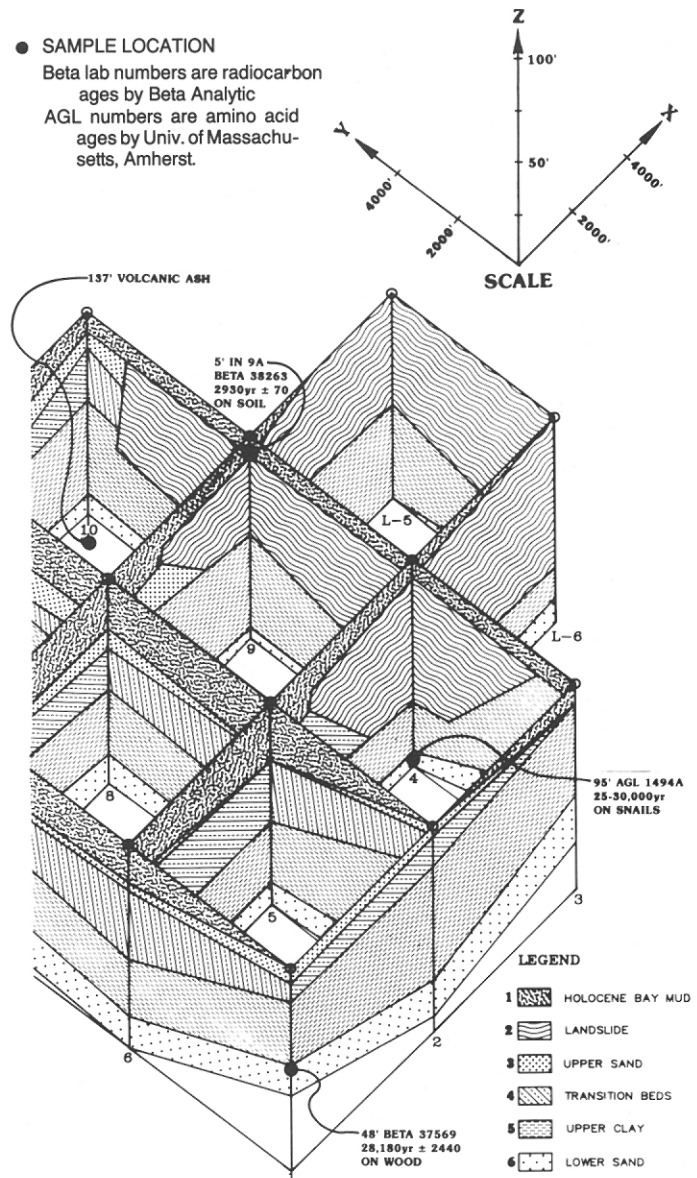 SAMPLE LOCATION
Beta lab numbers are radiocarbon
ages by Beta Analytic
AGL numbers are amino acid
ages by Univ. of Massachu-
setts, Amherst.
Z
100'
Y
X
50'
4000'
4000'
2000'
2000'
SCALE
137' VOLCANIC ASH
5' IN 9A
BETA 38263
2930yr ± 70
ON SOIL
10
L-5
9
L-6
8
4
95' AGL 1494A
25-30,000yr
ON SNAILS
5
3
6
2
48' BETA 37569
28,180yr ± 2440
ON WOOD
1
LEGEND
1 HOLOCENE BAY MUD
2 LANDSLIDE
3 UPPER SAND
4 TRANSITION BEDS
5 UPPER CLAY
6 LOWER SAND